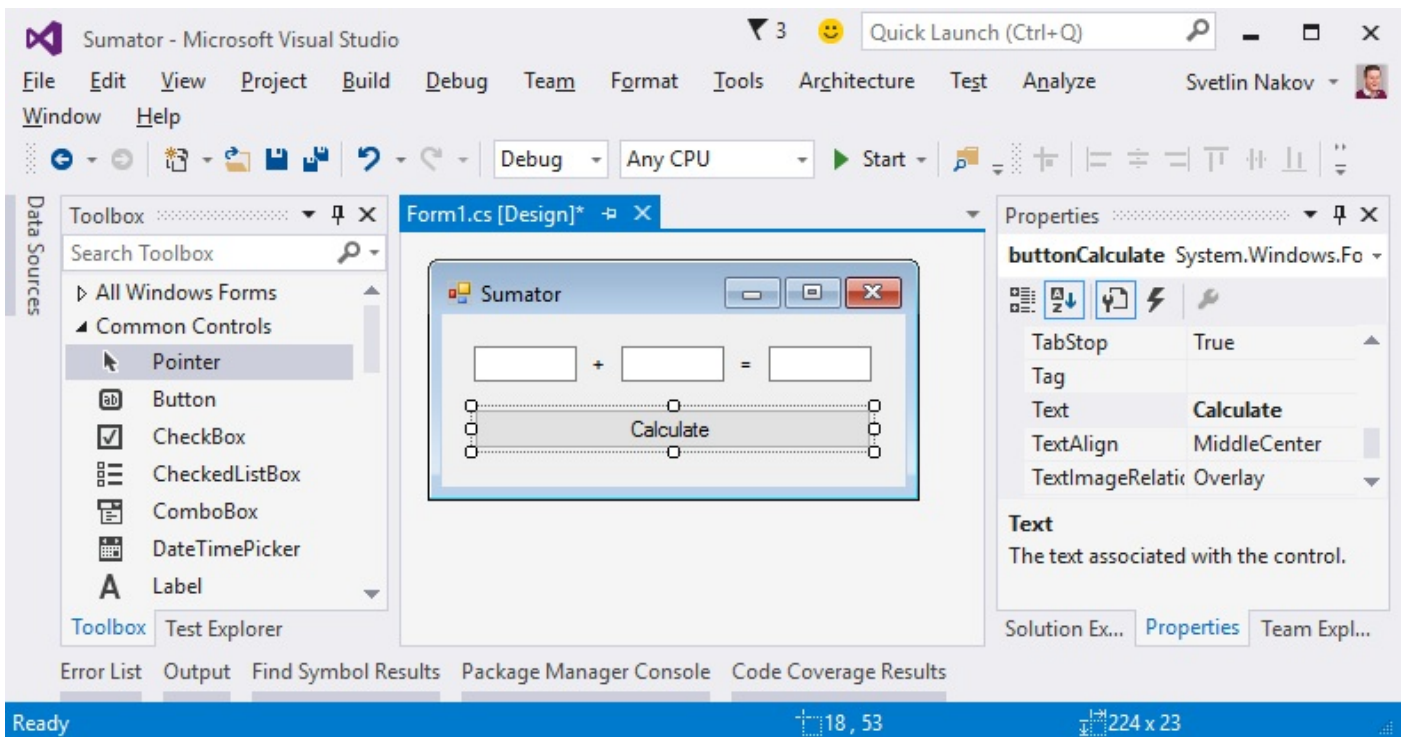 Sumator - Microsoft Visual Studio
3
Quick Launch (Ctrl+Q)
File Edit View Project Build Debug Team Format Tools Architecture Test Analyze Svetlin Nakov
Window Help
Debug Any CPU Start
Data Sources
Toolbox
Search Toolbox
All Windows Forms
Common Controls
Pointer
Button
CheckBox
CheckedListBox
ComboBox
DateTimePicker
A Label
Toolbox Test Explorer
Form1.cs [Design]*
Sumator
+ =
Calculate
Properties
buttonCalculate System.Windows.Fo
TabStop True
Tag
Text Calculate
TextAlign MiddleCenter
TextImageRelatic Overlay
Text
The text associated with the control.
Solution Ex... Properties Team Expl...
Error List Output Find Symbol Results Package Manager Console Code Coverage Results
Ready 18 , 53 224 x 23